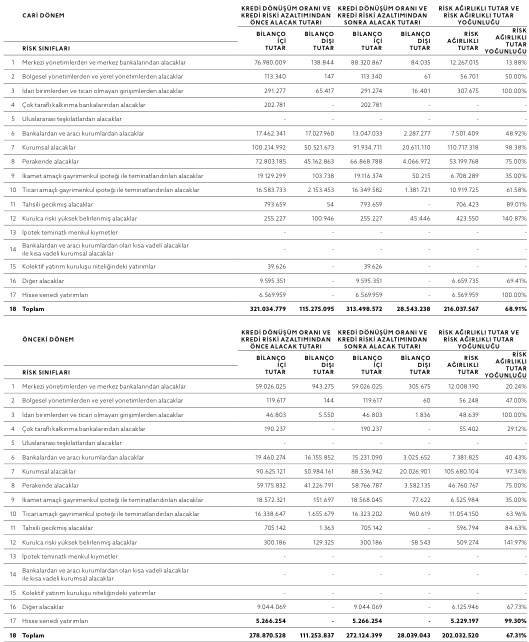 CARİ DÖNEM
KREDİ DÖNÜŞÜM ORANI VE KREDİ RİSKİ AZALTIMINDAN ÖNCE ALACAK TUTARI
KREDİ DÖNÜŞÜM ORANI VE KREDİ RİSKİ AZALTIMINDAN SONRA ALACAK TUTARI
RİSK AĞIRLIKLI TUTAR VE RİSK AĞIRLIKLI TUTAR YOĞUNLUĞU
RİSK SINIFLARI BİLANÇO İÇİ TUTAR BİLANÇO DIŞI TUTAR BİLANÇO İÇİ TUTAR BİLANÇO DIŞI TUTAR RİSK AĞIRLIKLI TUTAR RİSK AĞIRLIKLI TUTAR YOĞUNLUĞU
1 Merkezi yönetimlerden ve merkez bankalarından alacaklar 76.980.009 138.844 88.320.867 84.035 12.267.015 13.88%
2 Bölgesel yönetimlerden ve yerel yönetimlerden alacaklar 113.340 147 113.340 61 56.701 50.00%
3 İdari birimlerden ve ticari olmayan girişimlerden alacaklar 291.277 65.417 291.274 16.401 307.675 100.00%
4 Çok taraflı kalkınma bankalarından alacaklar 202.781 - 202.781 - - -
5 Uluslararası teşkilatlardan alacaklar - - - - - -
6 Bankalardan ve aracı kurumlardan alacaklar 17.462.341 17.027.960 13.047.033 2.287.277 7.501.409 48.92%
7 Kurumsal alacaklar 100.214.992 50.521.673 91.934.711 20.611.110 110.717.318 98.38%
8 Perakende alacaklar 72.803.185 45.162.863 66.868.788 4.066.972 53.199.768 75.00%
9 İkamet amaçlı gayrimenkul ipoteği ile teminatlandırılan alacaklar 19.129.299 103.738 19.116.374 50.215 6.708.289 35.00%
10 Ticari amaçlı gayrimenkul ipoteği ile teminatlandırılan alacaklar 16.583.733 2.153.453 16.349.582 1.381.721 10.919.725 61.58%
11 Tahsili gecikmiş alacaklar 793.659 54 793.659 - 706.423 89.01%
12 Kurulca riski yüksek belirlenmiş alacaklar 255.227 100.946 255.227 45.446 423.550 140.87%
13 İpotek teminatlı menkul kıymetler - - - - - -
14 Bankalardan ve aracı kurumlardan olan kısa vadeli alacaklar
ile kısa vadeli kurumsal alacaklar - - - - - -
15 Kolektif yatırım kuruluşu niteliğindeki yatırımlar 39.626 - 39.626 - - -
16 Diğer alacaklar 9.595.351 - 9.595.351 - 6.659.735 69.41%
17 Hisse senedi yatırımları 6.569.959 - 6.569.959 - 6.569.959 100.00%
18 Toplam 321.034.779 115.275.095 313.498.572 28.543.238 216.037.567 68.91%
ÖNCEKİ DÖNEM
KREDİ DÖNÜŞÜM ORANI VE KREDİ RİSKİ AZALTIMINDAN ÖNCE ALACAK TUTARI
KREDİ DÖNÜŞÜM ORANI VE KREDİ RİSKİ AZALTIMINDAN SONRA ALACAK TUTARI
RİSK AĞIRLIKLI TUTAR VE RİSK AĞIRLIKLI TUTAR YOĞUNLUĞU
RİSK SINIFLARI BİLANÇO İÇİ TUTAR BİLANÇO DIŞI TUTAR BİLANÇO İÇİ TUTAR BİLANÇO DIŞI TUTAR RİSK AĞIRLIKLI TUTAR RİSK AĞIRLIKLI TUTAR YOĞUNLUĞU
1 Merkezi yönetimlerden ve merkez bankalarından alacaklar 59.026.025 943.275 59.026.025 305.675 12.008.190 20.24%
2 Bölgesel yönetimlerden ve yerel yönetimlerden alacaklar 119.617 144 119.617 60 56.248 47.00%
3 İdari birimlerden ve ticari olmayan girişimlerden alacaklar 46.803 5.550 46.803 1.836 48.639 100.00%
4 Çok taraflı kalkınma bankalarından alacaklar 190.237 - 190.237 - 55.402 29.12%
5 Uluslararası teşkilatlardan alacaklar - - - - - -
6 Bankalardan ve aracı kurumlardan alacaklar 19.460.274 16.155.852 15.231.090 3.025.652 7.381.825 40.43%
7 Kurumsal alacaklar 90.625.121 50.984.161 88.536.942 20.026.901 105.680.104 97.34%
8 Perakende alacaklar 59.175.832 41.226.791 58.766.787 3.582.135 46.760.767 75.00%
9 İkamet amaçlı gayrimenkul ipoteği ile teminatlandırılan alacaklar 18.572.321 151.697 18.568.045 77.622 6.525.984 35.00%
10 Ticari amaçlı gayrimenkul ipoteği ile teminatlandırılan alacaklar 16.338.647 1.655.679 16.323.202 960.619 11.054.150 63.96%
11 Tahsili gecikmiş alacaklar 705.142 1.363 705.142 - 596.794 84.63%
12 Kurulca riski yüksek belirlenmiş alacaklar 300.186 129.325 300.186 58.543 509.274 141.97%
13 İpotek teminatlı menkul kıymetler - - - - - -
14 Bankalardan ve aracı kurumlardan olan kısa vadeli alacaklar
ile kısa vadeli kurumsal alacaklar - - - - - -
15 Kolektif yatırım kuruluşu niteliğindeki yatırımlar - - - - - -
16 Diğer alacaklar 9.044.069 - 9.044.069 - 6.125.946 67.73%
17 Hisse senedi yatırımları 5.266.254 - 5.266.254 - 5.229.197 99.30%
18 Toplam 278.870.528 111.253.837 272.124.399 28.039.043 202.032.520 67.31%